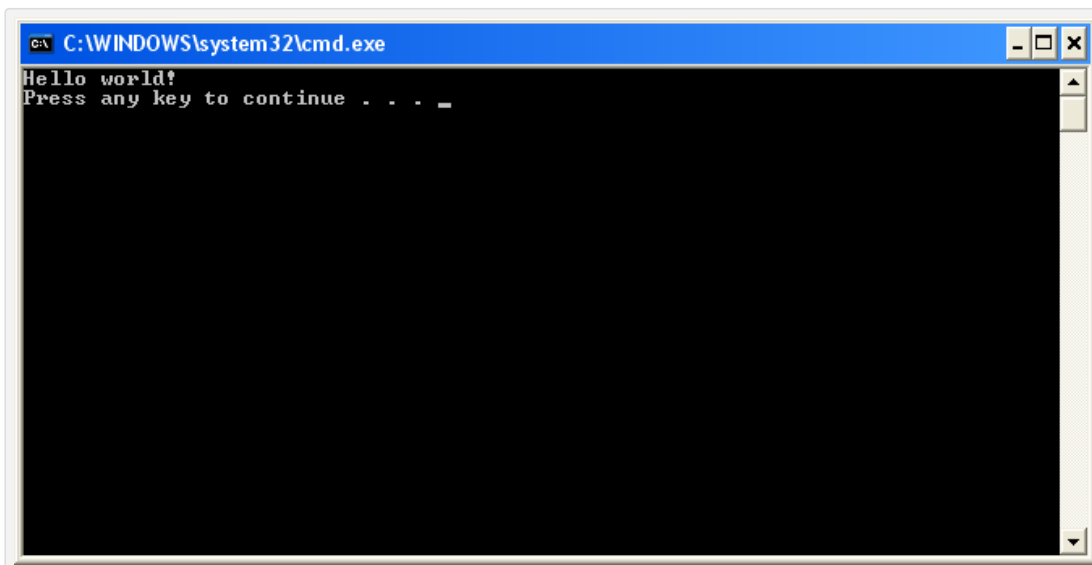 C:\WINDOWS\system32\cmd.exe
Hello world!
Press any key to continue . . . _